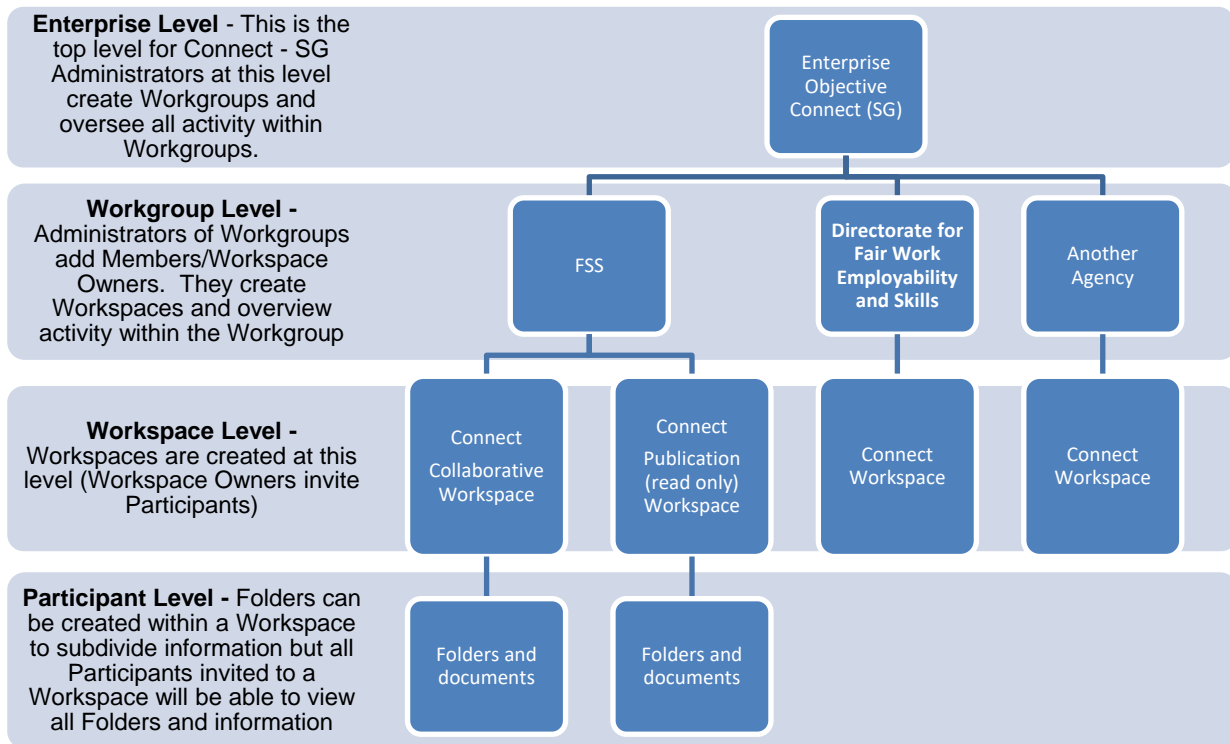 Enterprise Level - This is the
top level for Connect - SG
Administrators at this level
create Workgroups and
oversee all activity within
Workgroups.
Enterprise
Objective
Connect (SG)
Workgroup Level -
Administrators of Workgroups
add Members/Workspace
Owners. They create
Workspaces and overview
activity within the Workgroup
FSS
Directorate for
Fair Work
Employability
and Skills
Another
Agency
Workspace Level -
Workspaces are created at this
level (Workspace Owners invite
Participants)
Connect
Collaborative
Workspace
Connect
Publication
(read only)
Workspace
Connect
Workspace
Connect
Workspace
Participant Level - Folders can
be created within a Workspace
to subdivide information but all
Participants invited to a
Workspace will be able to view
all Folders and information
Folders and
documents
Folders and
documents